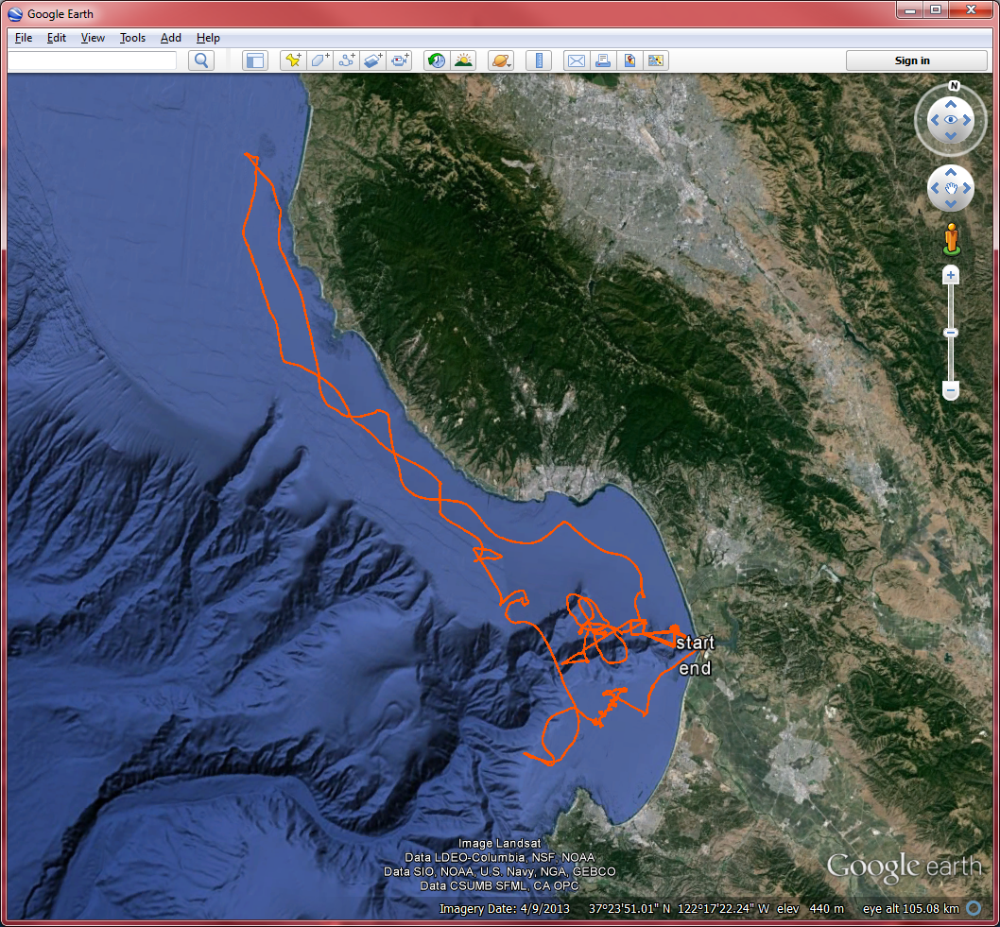 Google Earth
File Edit View Tools Add Help
Sign in
N
start
end
Image Landsat
Data LDEO-Columbia, NSF, NOAA
Data SIO, NOAA, U.S. Navy, NGA, GEBCO
Data CSUMB SFML, CA OPC
Google earth
Imagery Date: 4/9/2013 37°23'51.01" N 122°17'22.24" W elev 440 m eye alt 105.08 km